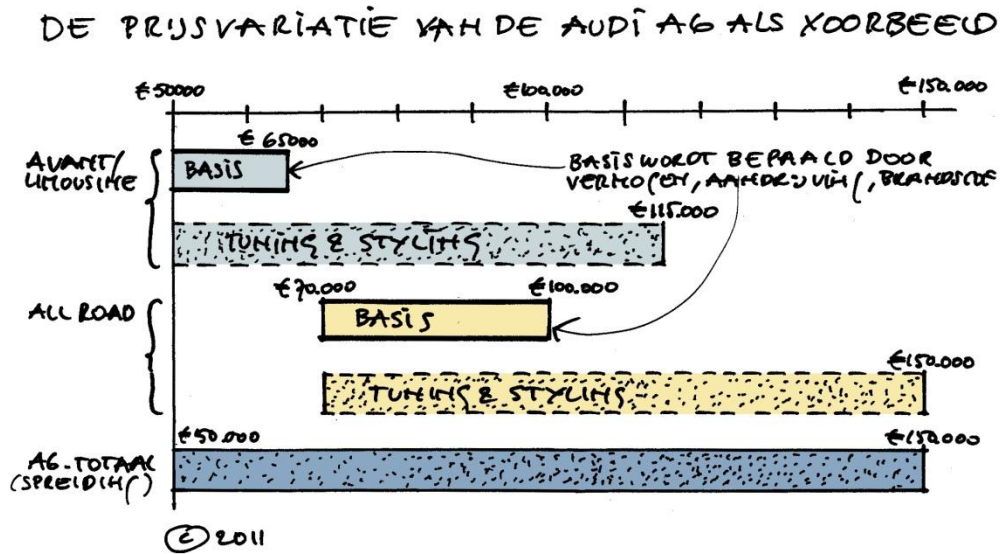 DE PRIJSVARIATIE VAN DE AUDI A6 ALS VOORBEELD
€50000 €100.000 €150.000
€65000
AVANT/
LIMOUSINE
BASIS
BASIS WORDT BEPAALD DOOR
VERMOGEN, AANDRIJVING, BRANDSTOF
€115.000
TUNING & STYLING
€70.000 €100.000
ALL ROAD
BASIS
€150.000
TUNING & STYLING
€50.000 €150.000
A6-TOTAAL
(SPREIDING)
© 2011